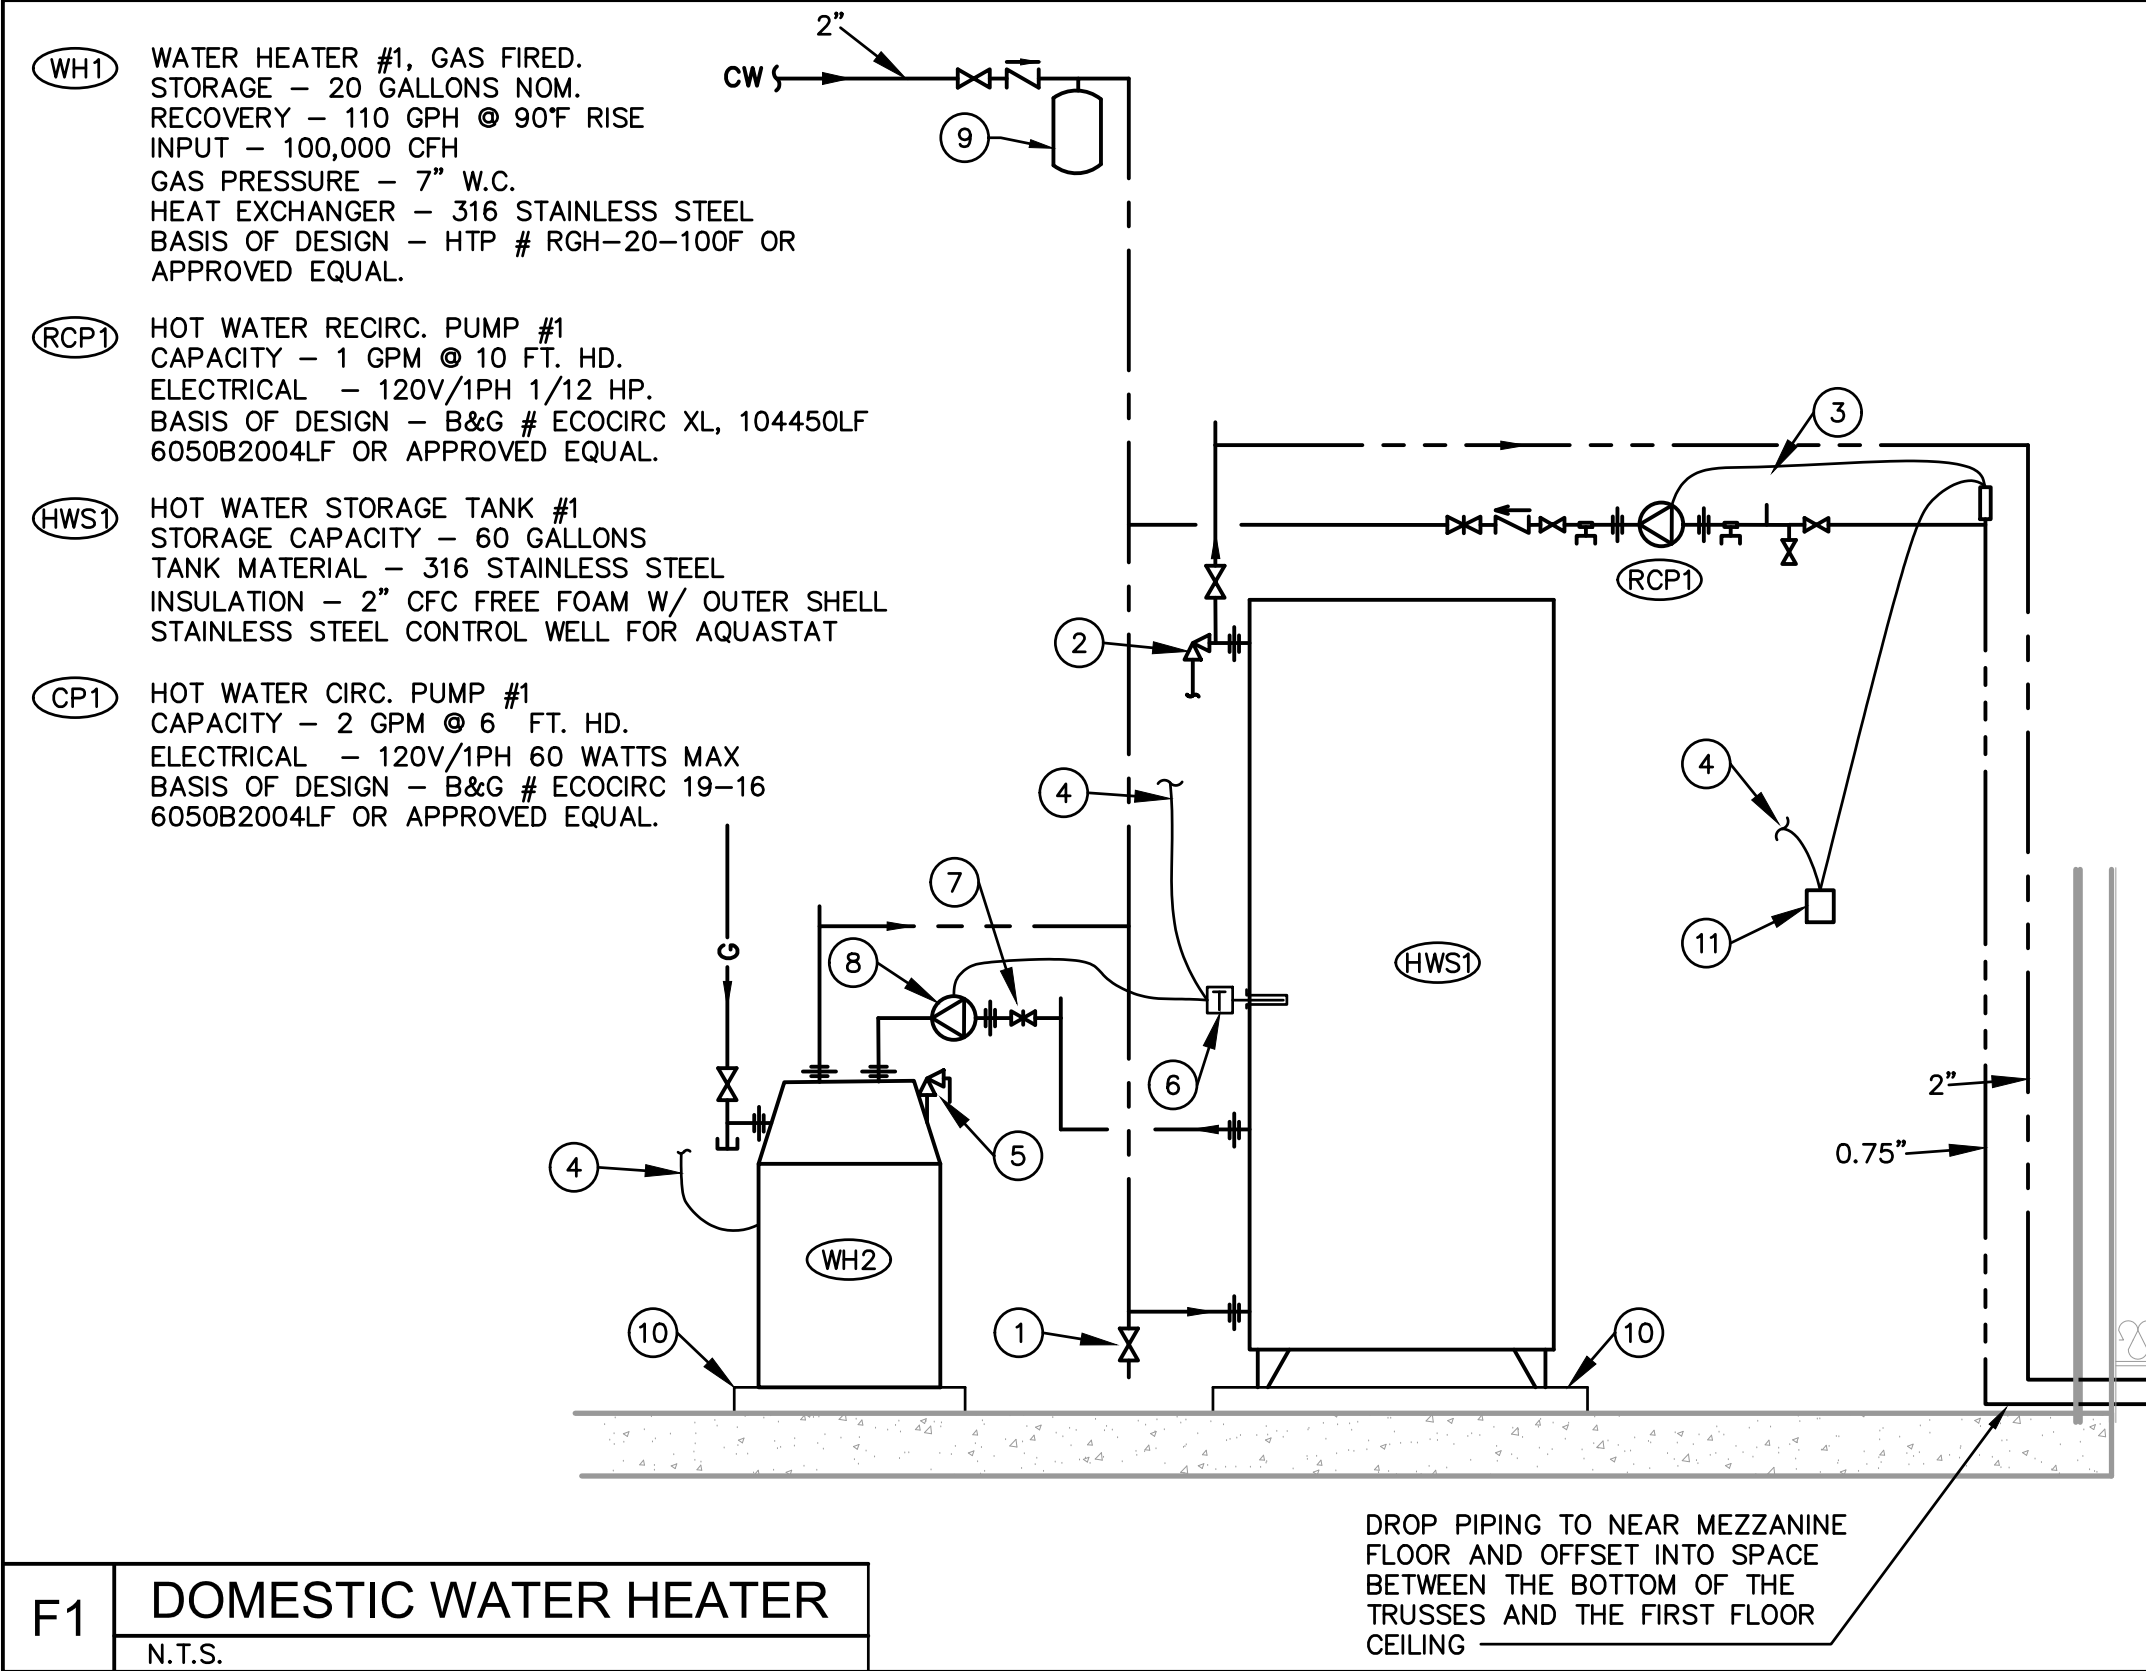 WH1
WATER HEATER #1, GAS FIRED.
STORAGE – 20 GALLONS NOM.
RECOVERY – 110 GPH @ 90°F RISE
INPUT – 100,000 CFH
GAS PRESSURE – 7" W.C.
HEAT EXCHANGER – 316 STAINLESS STEEL
BASIS OF DESIGN – HTP # RGH–20–100F OR
APPROVED EQUAL.
RCP1
HOT WATER RECIRC. PUMP #1
CAPACITY – 1 GPM @ 10 FT. HD.
ELECTRICAL – 120V/1PH 1/12 HP.
BASIS OF DESIGN – B&G # ECOCIRC XL, 104450LF
6050B2004LF OR APPROVED EQUAL.
HWS1
HOT WATER STORAGE TANK #1
STORAGE CAPACITY – 60 GALLONS
TANK MATERIAL – 316 STAINLESS STEEL
INSULATION – 2" CFC FREE FOAM W/ OUTER SHELL
STAINLESS STEEL CONTROL WELL FOR AQUASTAT
CP1
HOT WATER CIRC. PUMP #1
CAPACITY – 2 GPM @ 6 FT. HD.
ELECTRICAL – 120V/1PH 60 WATTS MAX
BASIS OF DESIGN – B&G # ECOCIRC 19–16
6050B2004LF OR APPROVED EQUAL.
2"
CW
9
3
RCP1
2
4
4
7
G
8
11
HWS1
T
6
2"
5
0.75"
4
WH2
10
1
10
DROP PIPING TO NEAR MEZZANINE
FLOOR AND OFFSET INTO SPACE
BETWEEN THE BOTTOM OF THE
TRUSSES AND THE FIRST FLOOR
CEILING
F1
DOMESTIC WATER HEATER
N.T.S.